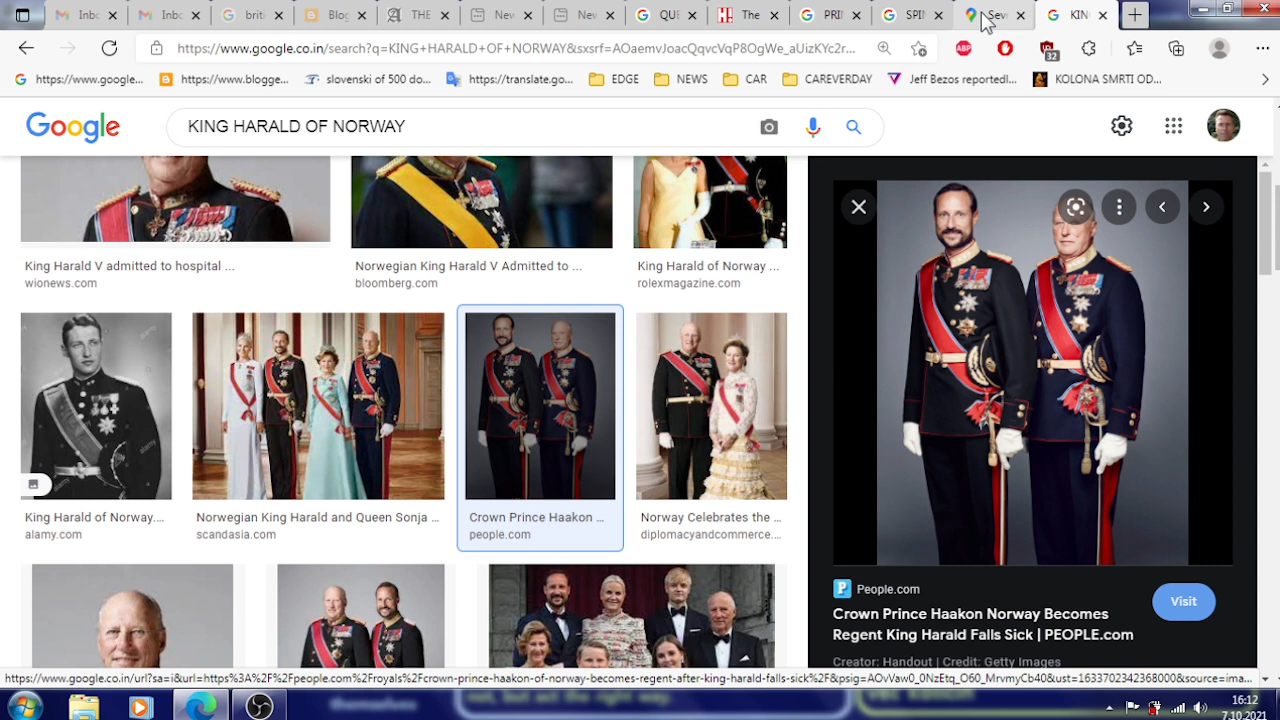 Inbo
Inbo
briti
Blog
THE
New
New
QUE
The
PRIN
SPIN
Seve
KIN
https://www.google.co.in/search?q=KING+HARALD+OF+NORWAY&sxsrf=AOaemvJoacQqvcVqP8OgWe_aUizKYc2r...
ABP
32
https://www.google...
https://www.blogge...
slovenski of 500 do...
https://translate.go...
EDGE
NEWS
CAR
CAREVERDAY
Jeff Bezos reportedl...
KOLONA SMRTI OD...
Google
KING HARALD OF NORWAY
King Harald V admitted to hospital ...
wionews.com
Norwegian King Harald V Admitted to ...
bloomberg.com
King Harald of Norway ...
rolexmagazine.com
King Harald of Norway....
alamy.com
Norwegian King Harald and Queen Sonja ...
scandasia.com
Crown Prince Haakon ...
people.com
Norway Celebrates the ...
diplomacyandcommerce....
People.com
Crown Prince Haakon Norway Becomes
Regent King Harald Falls Sick | PEOPLE.com
Visit
Creator: Handout | Credit: Getty Images
https://www.google.co.in/url?sa=i&url=https%3A%2F%2Fpeople.com%2Froyals%2Fcrown-prince-haakon-of-norway-becomes-regent-after-king-harald-falls-sick%2F&psig=AOvVaw0_0NzEtq_O60_MrvmyCb40&ust=1633702342368000&source=ima...
16:12
7.10.2021